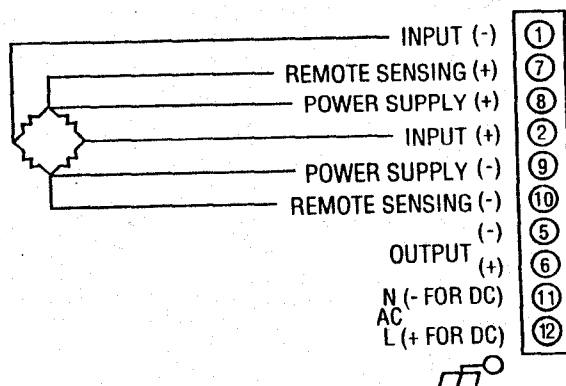 INPUT (-) 1
REMOTE SENSING (+) 7
POWER SUPPLY (+) 8
INPUT (+) 2
POWER SUPPLY (-) 9
REMOTE SENSING (-) 10
(-) 5
OUTPUT
(+) 6
N (- FOR DC) 11
AC
L (+ FOR DC) 12